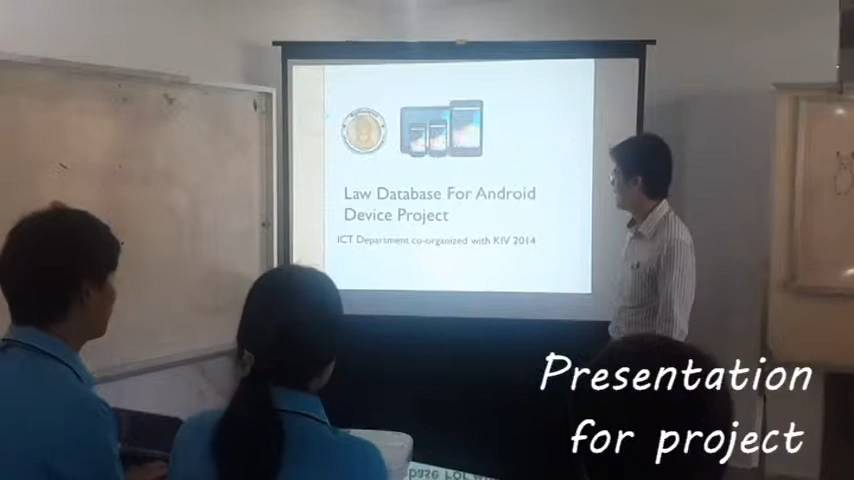 Law Database For Android
Device Project
ICT Department co-organized with KIV 2014
Presentation
for project